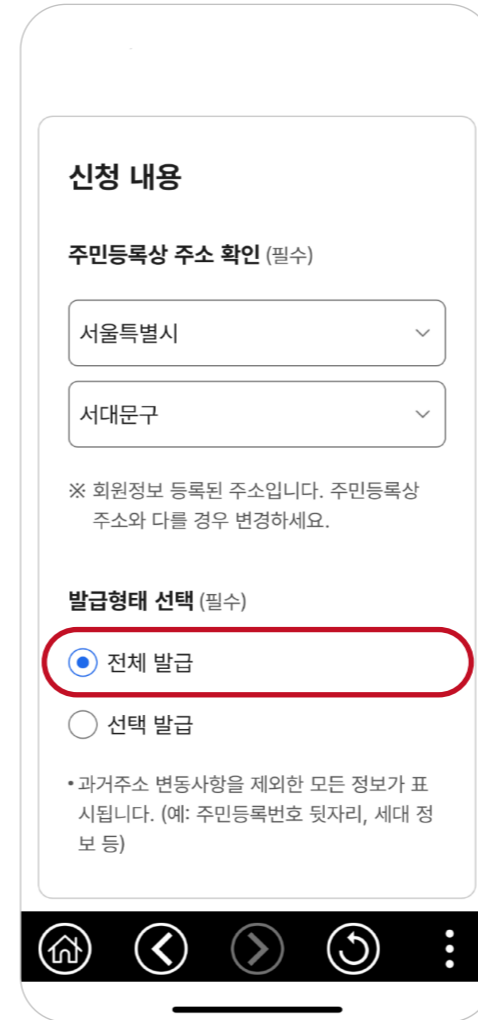 신청 내용
주민등록상 주소 확인 (필수)
서울특별시
서대문구
※ 회원정보 등록된 주소입니다. 주민등록상
주소와 다를 경우 변경하세요.
발급형태 선택 (필수)
전체 발급
선택 발급
• 과거주소 변동사항을 제외한 모든 정보가 표
시됩니다. (예: 주민등록번호 뒷자리, 세대 정
보 등)